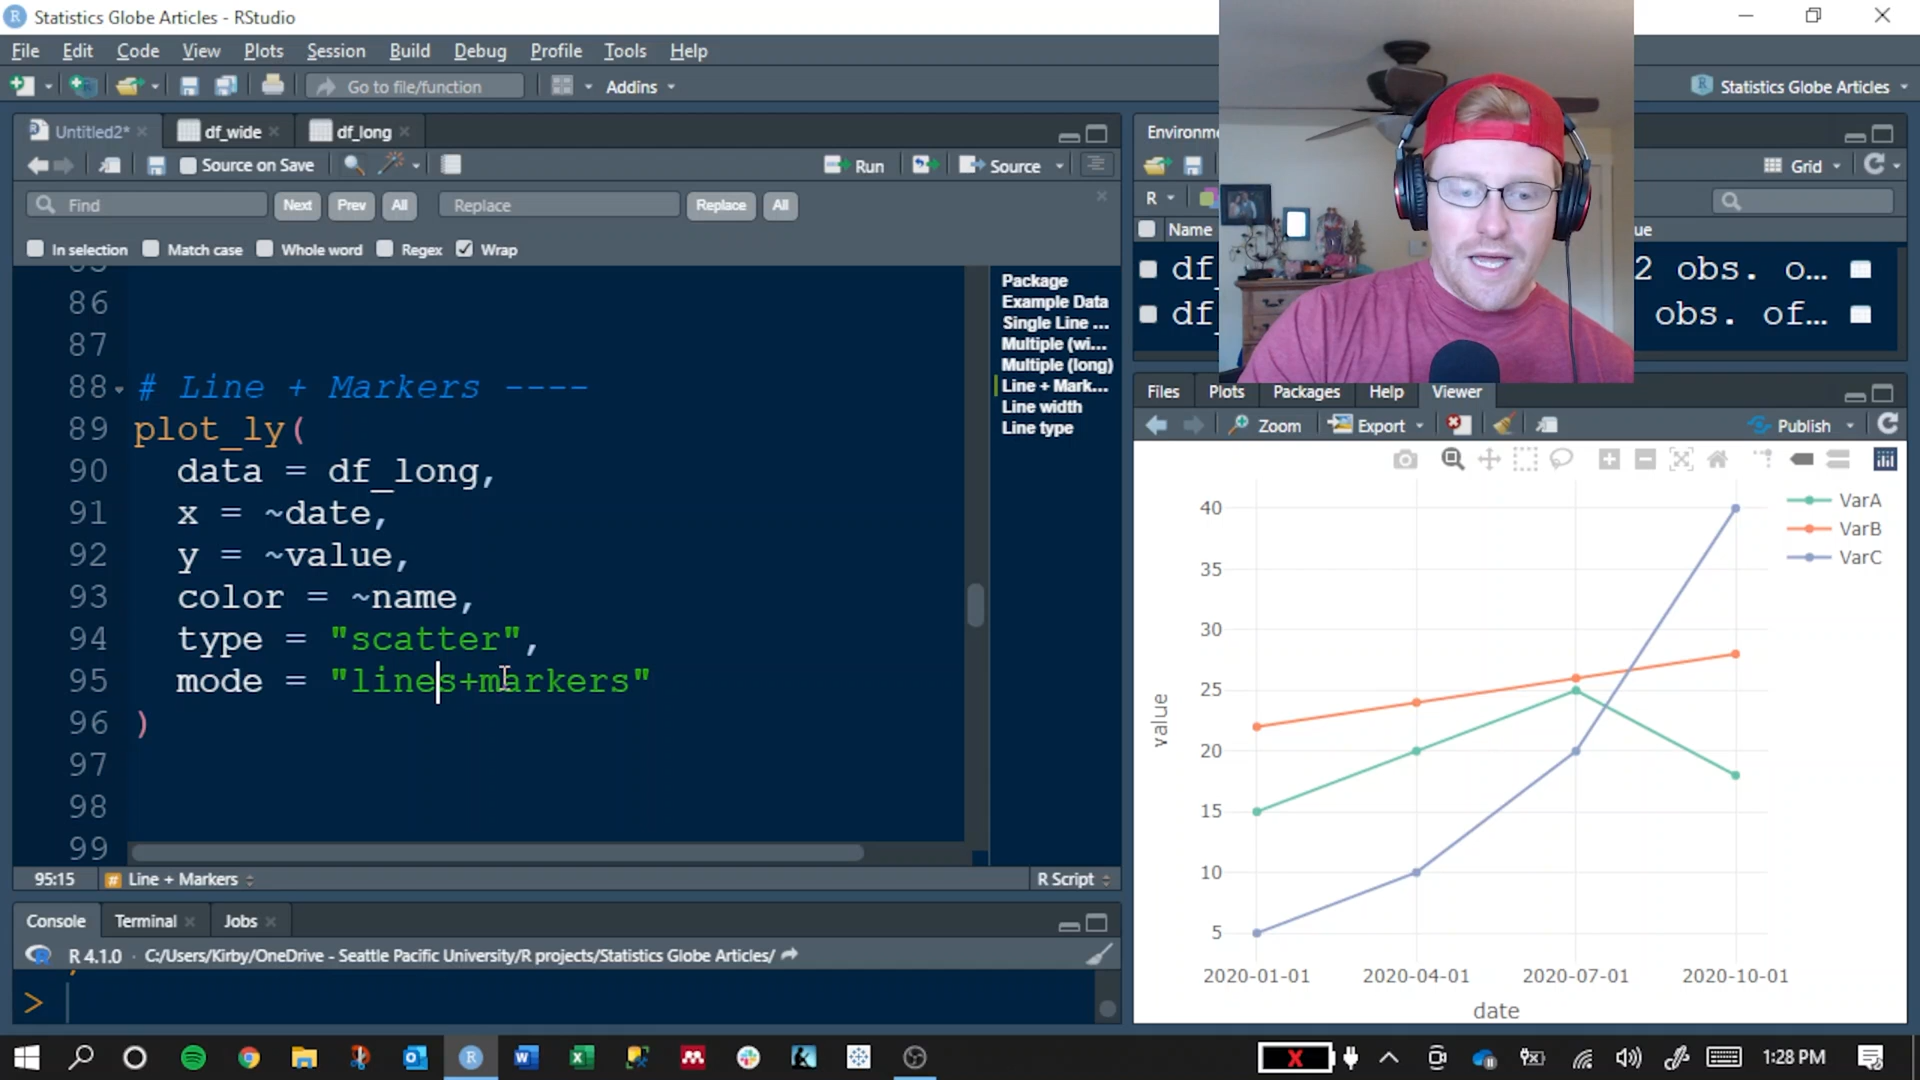 Statistics Globe Articles - RStudio
File Edit Code View Plots Session Build Debug Profile Tools Help
Go to file/function Addins Statistics Globe Articles
Untitled2* df_wide df_long
Source on Save Run Source
Find Next Prev All Replace Replace All
In selection Match case Whole word Regex Wrap
86
87
88 # Line + Markers ----
89 plot_ly(
90 data = df_long,
91 x = ~date,
92 y = ~value,
93 color = ~name,
94 type = "scatter",
95 mode = "lines+markers"
96 )
97
98
99
Package
Example Data
Single Line ...
Multiple (wi...
Multiple (long)
Line + Mark...
Line width
Line type
95:15 # Line + Markers R Script
Console Terminal Jobs
R 4.1.0 · C:/Users/Kirby/OneDrive - Seattle Pacific University/R projects/Statistics Globe Articles/
>
Grid
R
Name
2 obs. o...
obs. of...
Files Plots Packages Help Viewer
Zoom Export Publish
VarA
VarB
VarC
40
35
30
25
20
15
10
5
value
2020-01-01 2020-04-01 2020-07-01 2020-10-01
date
1:28 PM